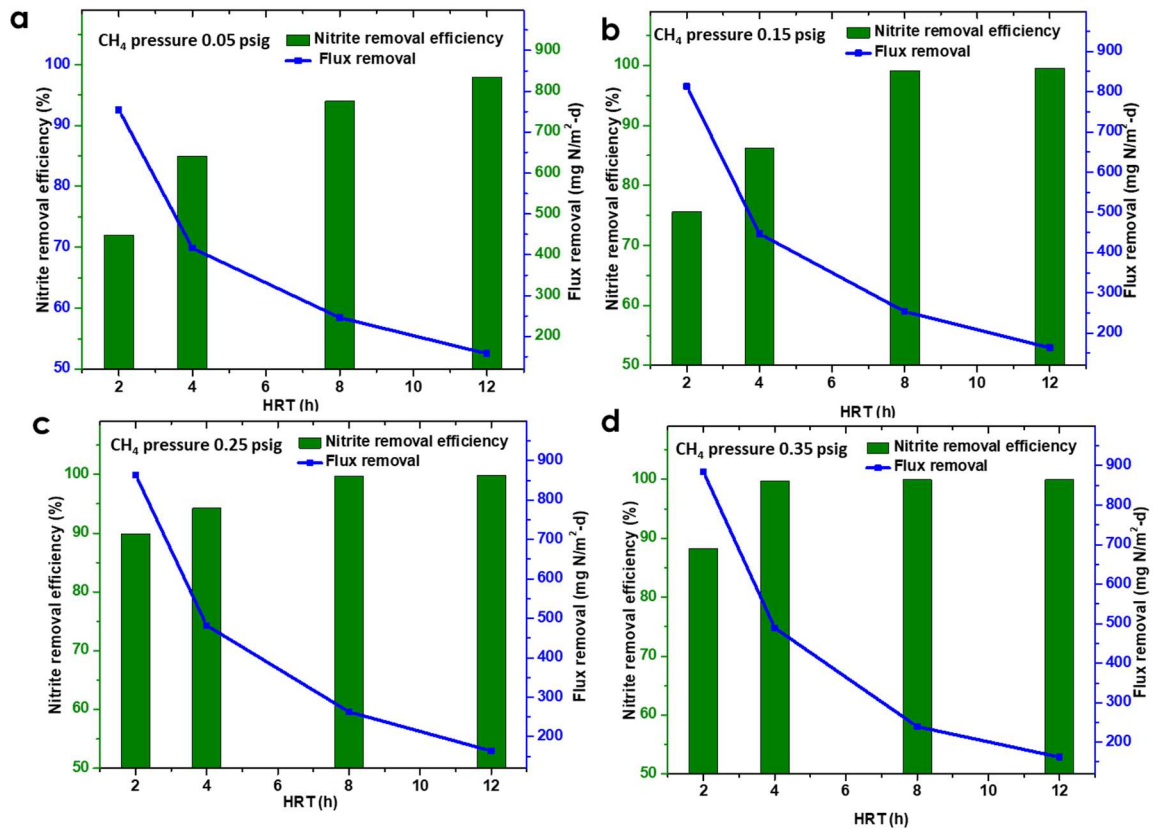 a
CH4 pressure 0.05 psig
Nitrite removal efficiency
Flux removal
Nitrite removal efficiency (%)
100
90
80
70
60
50
900
800
700
600
500
400
300
200
Flux removal (mg N/m²-d)
2 4 6 8 10 12
HRT (h)
b
CH4 pressure 0.15 psig
Nitrite removal efficiency
Flux removal
Nitrite removal efficiency (%)
100
90
80
70
60
50
900
800
700
600
500
400
300
200
Flux removal (mg N/m²-d)
2 4 6 8 10 12
HRT (h)
c
CH4 pressure 0.25 psig
Nitrite removal efficiency
Flux removal
Nitrite removal efficiency (%)
100
90
80
70
60
50
900
800
700
600
500
400
300
200
Flux removal (mg N/m²-d)
2 4 6 8 10 12
HRT (h)
d
CH4 pressure 0.35 psig
Nitrite removal efficiency
Flux removal
Nitrite removal efficiency (%)
100
90
80
70
60
50
900
800
700
600
500
400
300
200
Flux removal (mg N/m²-d)
2 4 6 8 10 12
HRT (h)